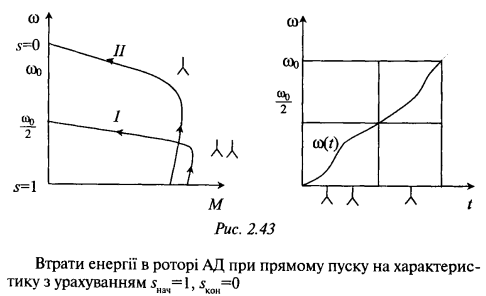 ω
s=0
II
ω₀
ω₀/2
I
s=1
M
ω
ω₀
ω₀/2
ω(t)
t
Рис. 2.43
Втрати енергії в роторі АД при прямому пуску на характерис-
тику з урахуванням sнач=1, sкон=0